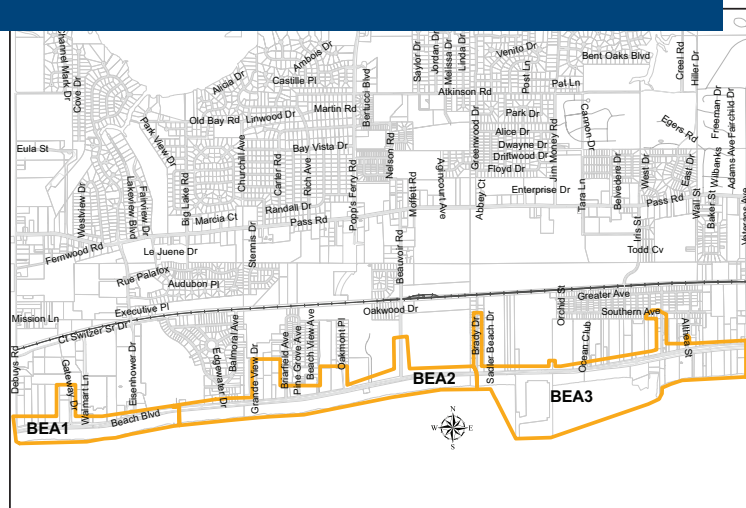 Channel Mark Dr
Cove Dr
Alicia Dr
Ambois Dr
Castille Pl
Bertucci Blvd
Saylor Dr
Jordan Dr
Melissa Dr
Linda Dr
Venito Dr
Post Ln
Bent Oaks Blvd
Creel Rd
Hiller Dr
Atkinson Rd
Pat Ln
Old Bay Rd
Linwood Dr
Martin Rd
Park Dr
Cannon Dr
Egers Rd
Freeman Dr
Fairchild Dr
Eula St
Park View Dr
Churchill Ave
Bay Vista Dr
Nelson Rd
Greenwood Dr
Alice Dr
Dwayne Dr
Driftwood Dr
Floyd Dr
Jim Money Rd
Westview Dr
Lakeview Blvd
Fairview Dr
Big Lake Rd
Carter Rd
Rich Ave
Popp's Ferry Rd
Moffett Rd
Agincourt Ave
Abbey Ct
Enterprise Dr
Tara Ln
Belvedere Dr
West Dr
East Dr
Wilbanks
Adams Ave
Baker St
Wall St
Pass Rd
Iris St
Veterans Ave
Marcia Ct
Randall Dr
Pass Rd
Stennis Dr
Beauvoir Rd
Todd Cv
Fernwood Rd
Le Juene Dr
Rue Palafox
Audubon Pl
Executive Pl
Mission Ln
Ct Switzer Sr Dr
Oakwood Dr
Orchid St
Greater Ave
Southern Ave
Debuys Rd
Gateway Dr
Walmart Ln
Eisenhower Dr
Edgewater Dr
Balmoral Ave
Grande View Dr
Briarfield Ave
Pine Grove Ave
Beach View Ave
Oakmont Pl
Brady Dr
Sadler Beach Dr
Ocean Club
Althea St
BEA1
Beach Blvd
BEA2
BEA3
N
W
E
S